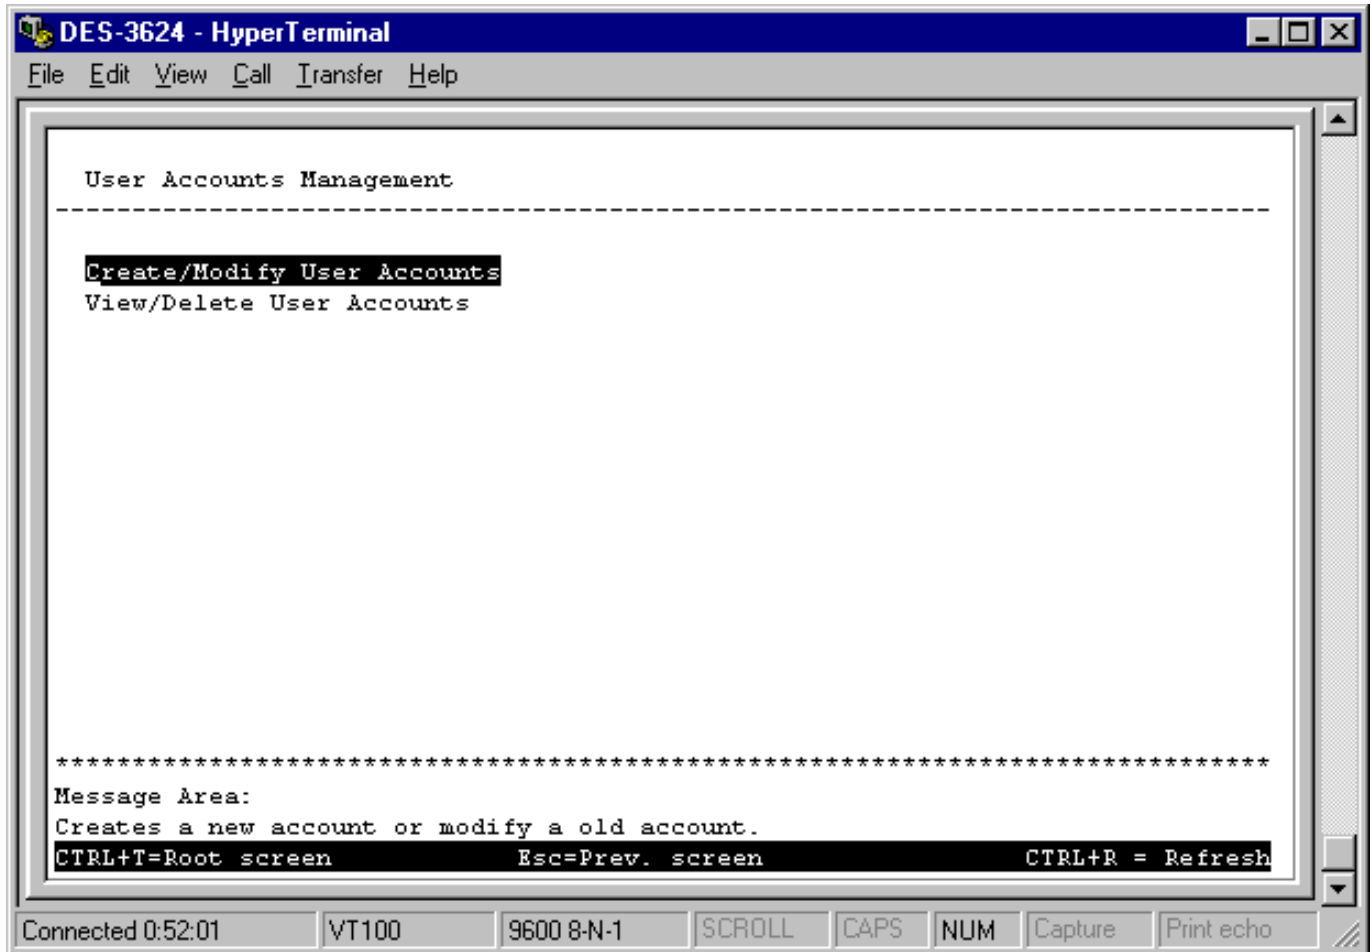 DES-3624 - HyperTerminal
File Edit View Call Transfer Help
User Accounts Management
--------------------------------------------------------------------------------
Create/Modify User Accounts
View/Delete User Accounts
********************************************************************************
Message Area:
Creates a new account or modify a old account.
CTRL+T=Root screen Esc=Prev. screen CTRL+R = Refresh
Connected 0:52:01 VT100 9600 8-N-1 SCROLL CAPS NUM Capture Print echo